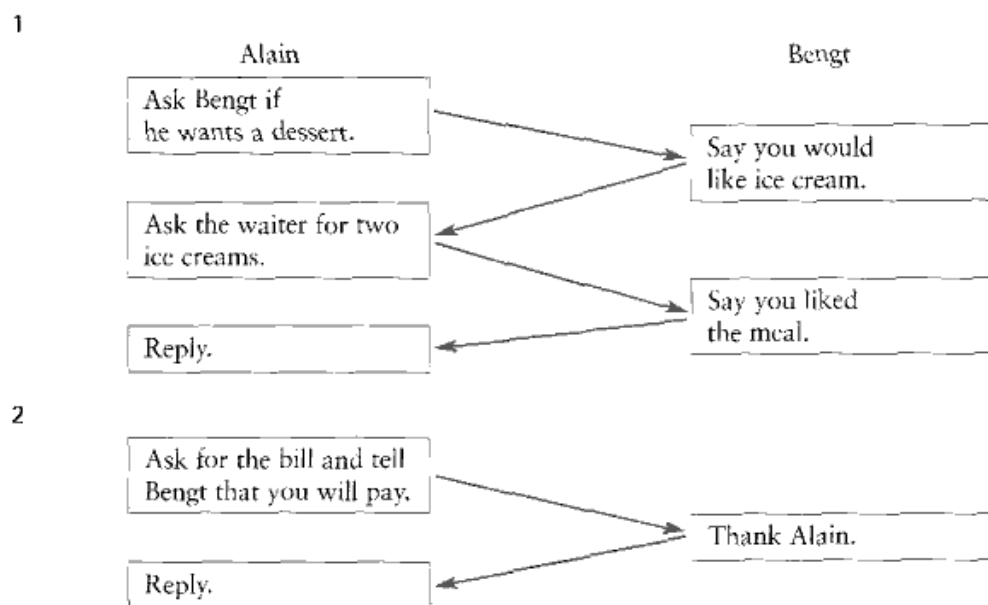 1
Alain
Bengt
Ask Bengt if
he wants a dessert.
Say you would
like ice cream.
Ask the waiter for two
ice creams.
Say you liked
the meal.
Reply.
2
Ask for the bill and tell
Bengt that you will pay.
Thank Alain.
Reply.